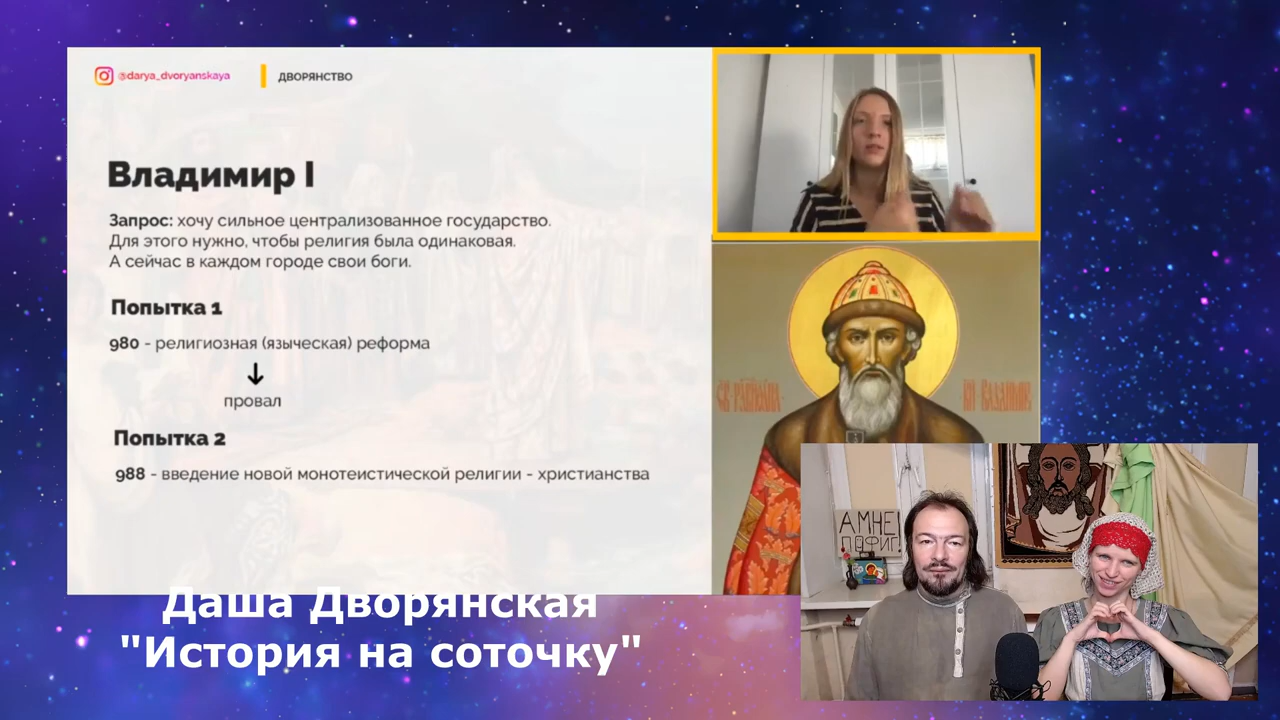 @darya_dvoryanskaya
ДВОРЯНСТВО
Владимир I
Запрос: хочу сильное централизованное государство.
Для этого нужно, чтобы религия была одинаковая.
А сейчас в каждом городе свои боги.
Попытка 1
980 - религиозная (языческая) реформа
провал
Попытка 2
988 - введение новой монотеистической религии - христианства
А МНЕ
ПОФИГ!
Даша Дворянская
"История на соточку"